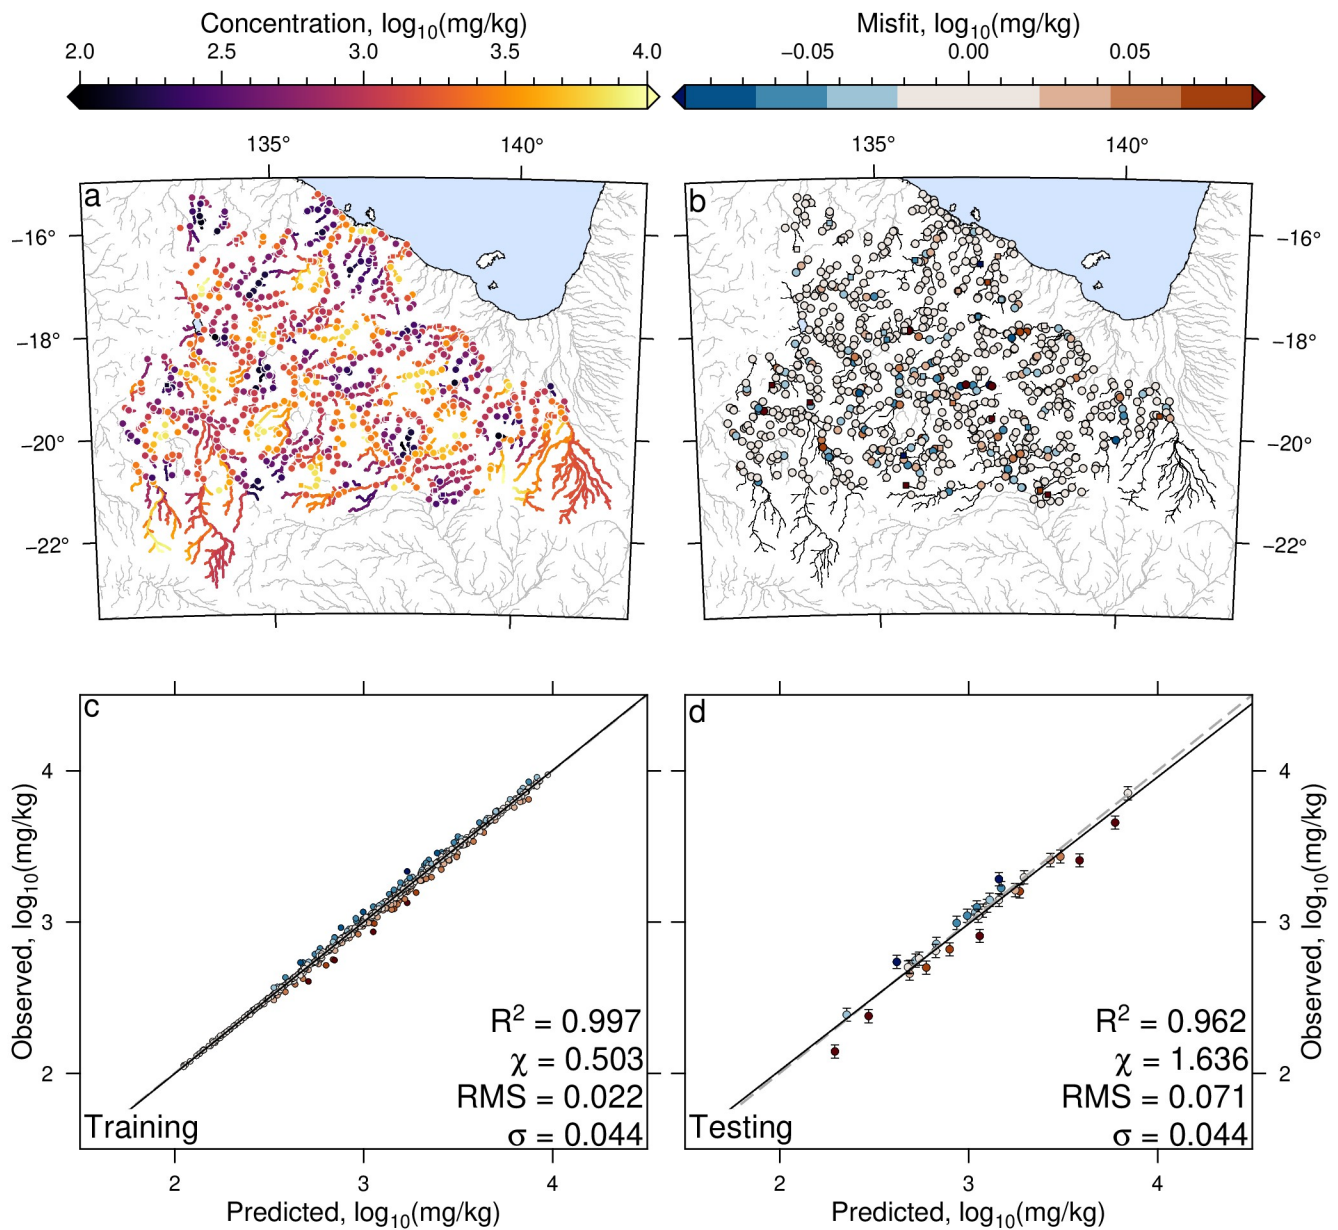 Concentration, log₁₀(mg/kg)
2.0 2.5 3.0 3.5 4.0
Misfit, log₁₀(mg/kg)
−0.05 0.00 0.05
135° 140°
135° 140°
a
−16°
−18°
−20°
−22°
b
−16°
−18°
−20°
−22°
c
Observed, log₁₀(mg/kg)
4
3
2
R² = 0.997
χ = 0.503
RMS = 0.022
σ = 0.044
Training
2 3 4
Predicted, log₁₀(mg/kg)
d
4
3
2
Observed, log₁₀(mg/kg)
R² = 0.962
χ = 1.636
RMS = 0.071
σ = 0.044
Testing
2 3 4
Predicted, log₁₀(mg/kg)